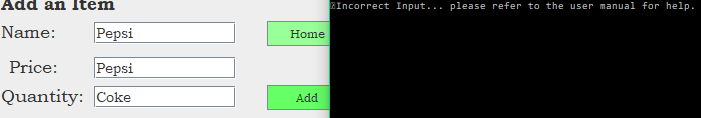 Add an Item
Name: Pepsi Home
Price: Pepsi
Quantity: Coke Add
Incorrect Input... please refer to the user manual for help.